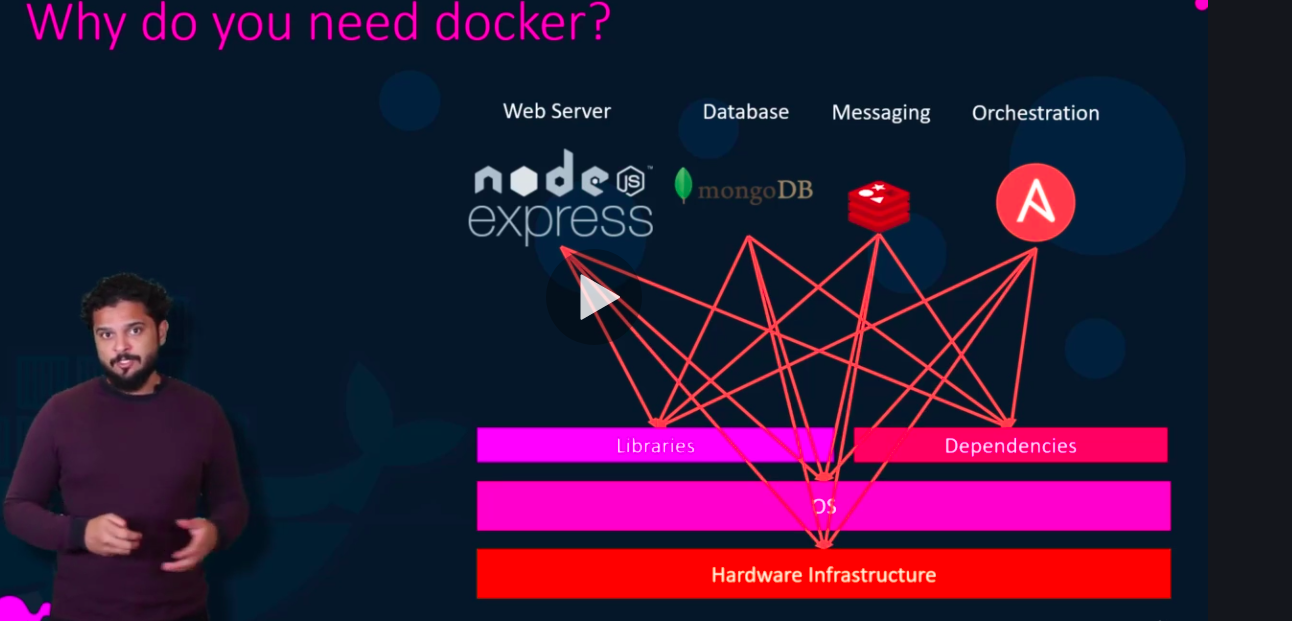 Why do you need docker?
Web Server
Database
Messaging
Orchestration
node JS ™
express
mongoDB
A
Libraries
Dependencies
OS
Hardware Infrastructure